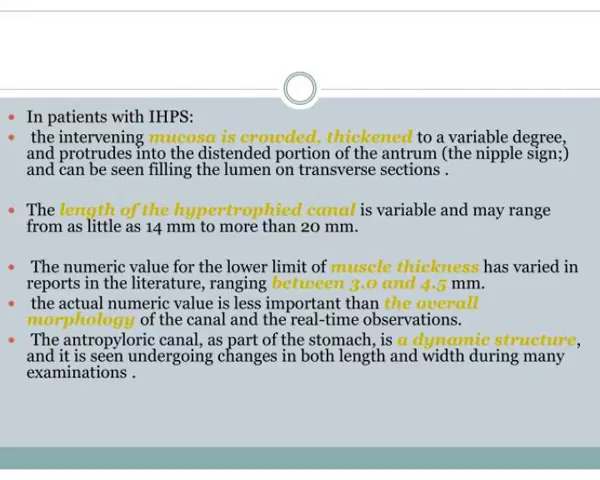 • In patients with IHPS:
• the intervening mucosa is crowded, thickened to a variable degree,
and protrudes into the distended portion of the antrum (the nipple sign;)
and can be seen filling the lumen on transverse sections .
• The length of the hypertrophied canal is variable and may range
from as little as 14 mm to more than 20 mm.
• The numeric value for the lower limit of muscle thickness has varied in
reports in the literature, ranging between 3.0 and 4.5 mm.
• the actual numeric value is less important than the overall
morphology of the canal and the real-time observations.
• The antropyloric canal, as part of the stomach, is a dynamic structure,
and it is seen undergoing changes in both length and width during many
examinations .